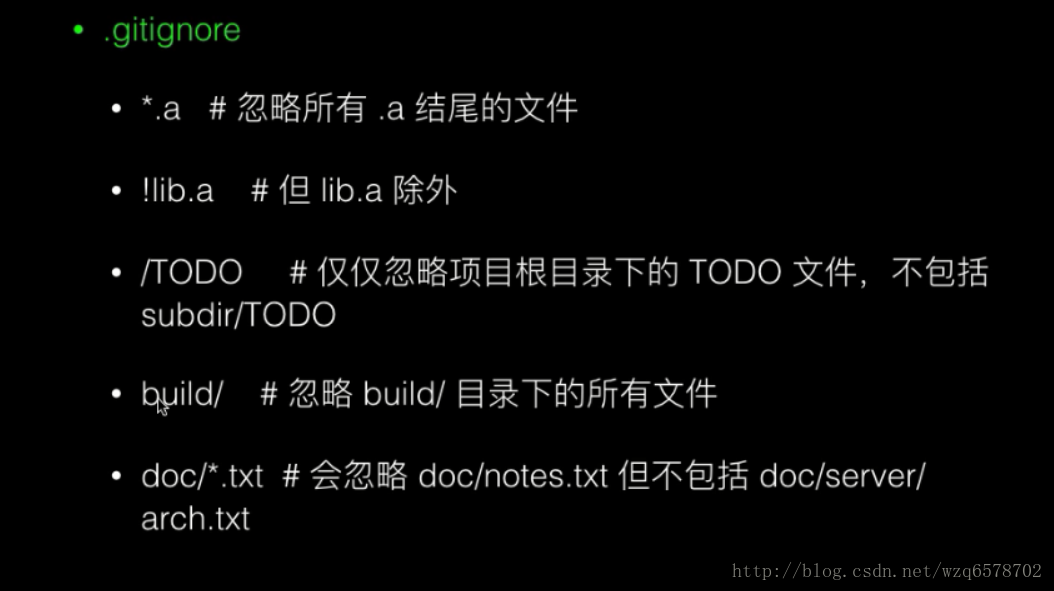 • .gitignore
• *.a # 忽略所有 .a 结尾的文件
• !lib.a # 但 lib.a 除外
• /TODO # 仅仅忽略项目根目录下的 TODO 文件，不包括
subdir/TODO
• build/ # 忽略 build/ 目录下的所有文件
• doc/*.txt # 会忽略 doc/notes.txt 但不包括 doc/server/
arch.txt
http://blog.csdn.net/wzq6578702